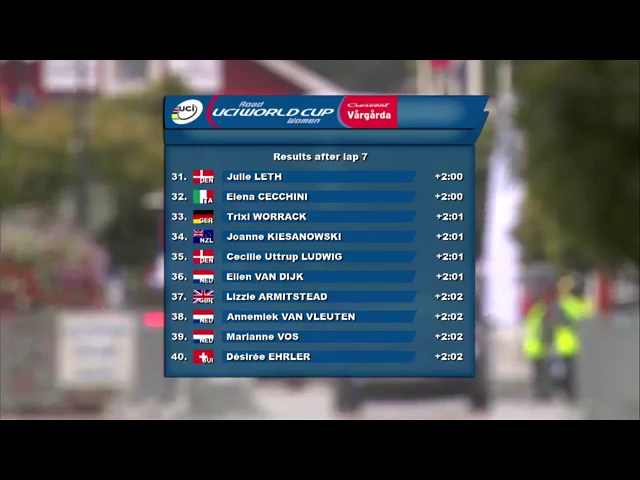 uci Road UCI WORLD CUP Women Crescent Vårgårda
Results after lap 7
31. DEN Julie LETH +2:00
32. ITA Elena CECCHINI +2:00
33. GER Trixi WORRACK +2:01
34. NZL Joanne KIESANOWSKI +2:01
35. DEN Cecilie Uttrup LUDWIG +2:01
36. NED Ellen VAN DIJK +2:01
37. GBR Lizzie ARMITSTEAD +2:02
38. NED Annemiek VAN VLEUTEN +2:02
39. NED Marianne VOS +2:02
40. SUI Désirée EHRLER +2:02